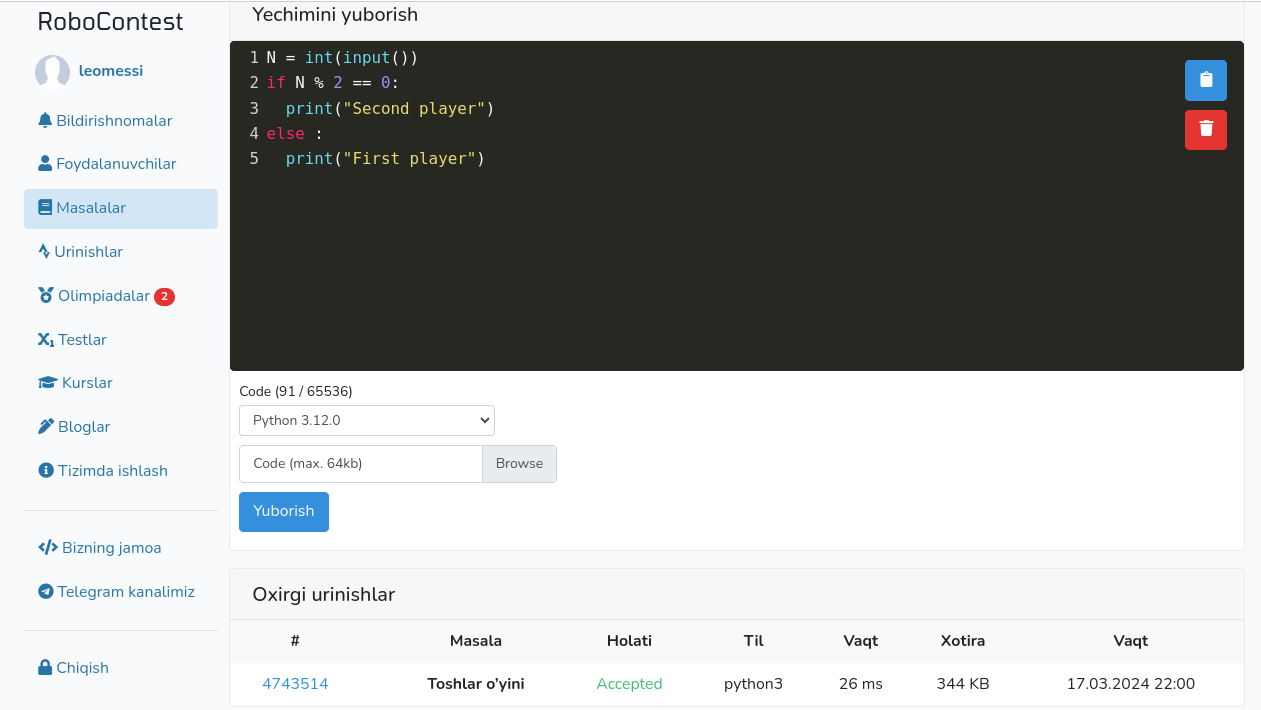 RoboContest
leomessi
Bildirishnomalar
Foydalanuvchilar
Masalalar
Urinishlar
Olimpiadalar 2
Testlar
Kurslar
Bloglar
Tizimda ishlash
Bizning jamoa
Telegram kanalimiz
Chiqish
Yechimini yuborish
1 N = int(input())
2 if N % 2 == 0:
3   print("Second player")
4 else :
5   print("First player")
Code (91 / 65536)
Python 3.12.0
Code (max. 64kb) Browse
Yuborish
Oxirgi urinishlar
# Masala Holati Til Vaqt Xotira Vaqt
4743514 Toshlar o’yini Accepted python3 26 ms 344 KB 17.03.2024 22:00